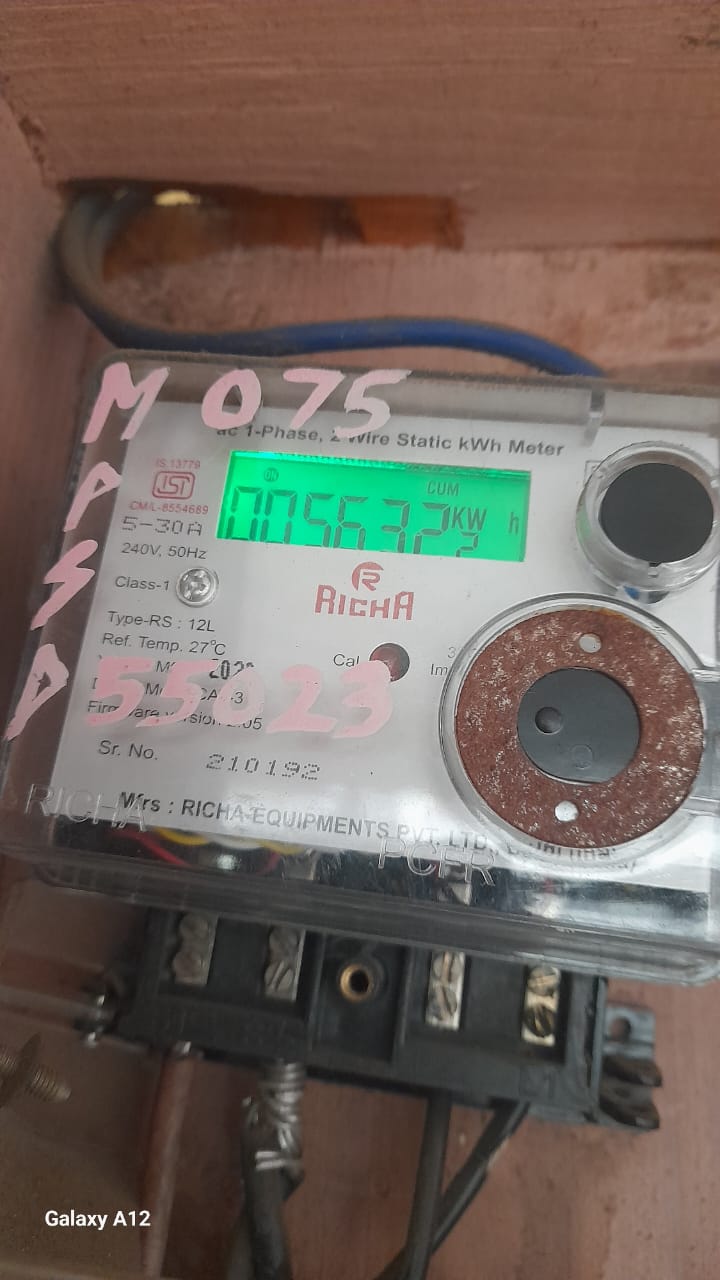 M 075
P
S
D 55023
ac 1-Phase, 2 Wire Static kWh Meter
IS.13779
ISI
CM/L-8554689
5-30A
240V, 50Hz
Class-1
ON
CUM
KW h
RICHA
Type-RS : 12L
Ref. Temp. 27°C
Cal
Sr. No. 210192
RICHA
Mfrs : RICHA EQUIPMENTS PVT. LTD.
Galaxy A12